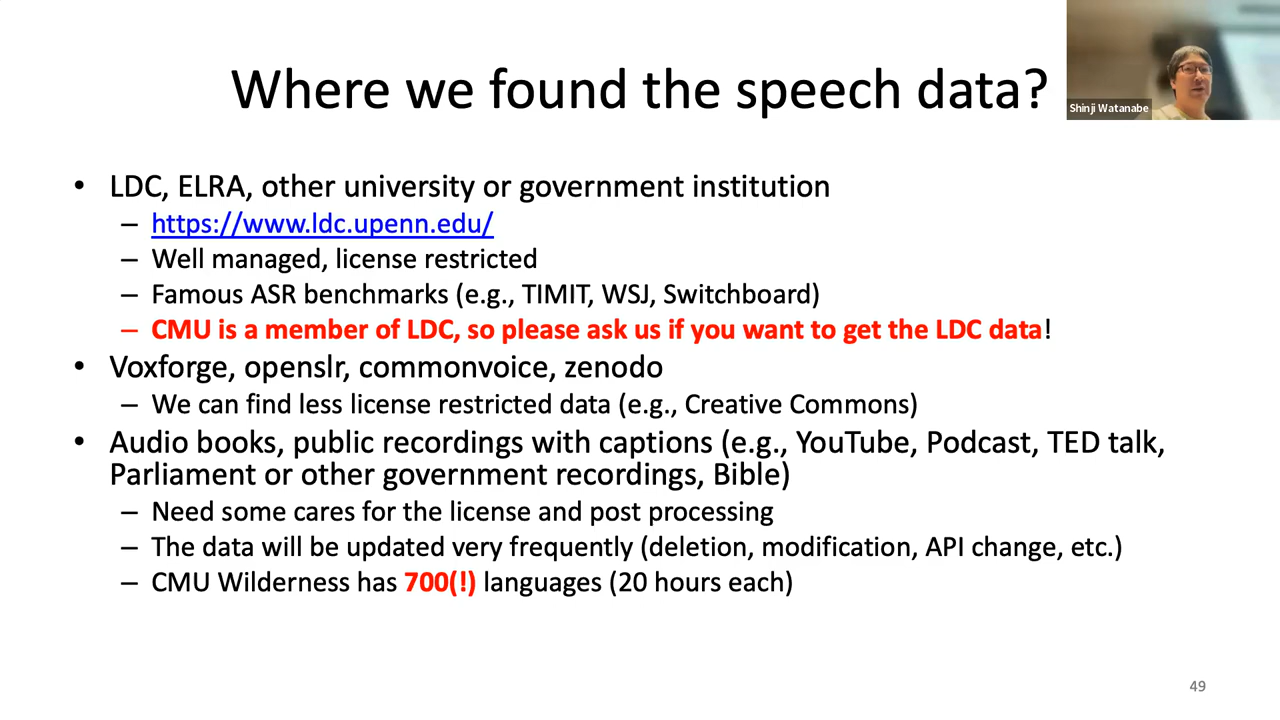 Where we found the speech data?
Shinji Watanabe
• LDC, ELRA, other university or government institution
– https://www.ldc.upenn.edu/
– Well managed, license restricted
– Famous ASR benchmarks (e.g., TIMIT, WSJ, Switchboard)
– CMU is a member of LDC, so please ask us if you want to get the LDC data!
• Voxforge, openslr, commonvoice, zenodo
– We can find less license restricted data (e.g., Creative Commons)
• Audio books, public recordings with captions (e.g., YouTube, Podcast, TED talk,
Parliament or other government recordings, Bible)
– Need some cares for the license and post processing
– The data will be updated very frequently (deletion, modification, API change, etc.)
– CMU Wilderness has 700(!) languages (20 hours each)
49